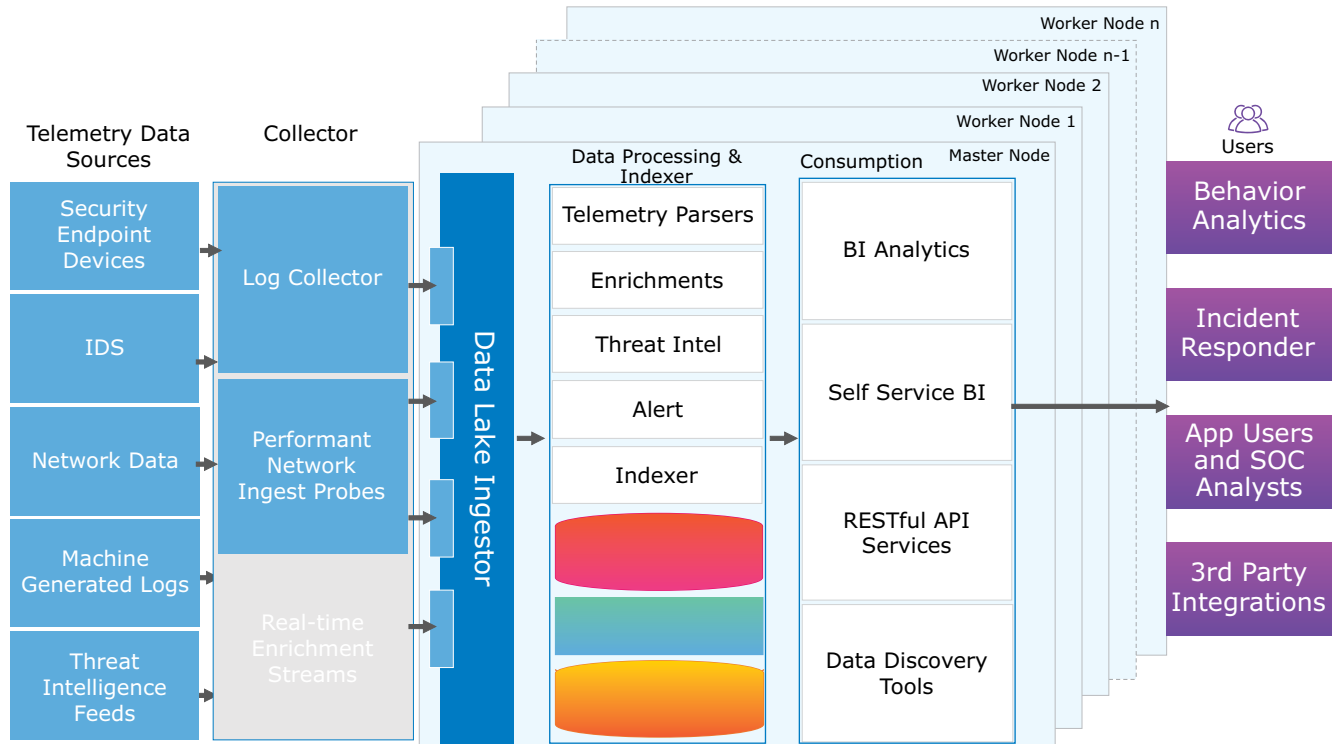 Worker Node n
Worker Node n-1
Worker Node 2
Worker Node 1
Master Node
Telemetry Data
Sources
Security
Endpoint
Devices
IDS
Network Data
Machine
Generated Logs
Threat
Intelligence
Feeds
Collector
Log Collector
Performant
Network
Ingest Probes
Real-time
Enrichment
Streams
Data Lake Ingestor
Data Processing &
Indexer
Telemetry Parsers
Enrichments
Threat Intel
Alert
Indexer
Consumption
BI Analytics
Self Service BI
RESTful API
Services
Data Discovery
Tools
Users
Behavior
Analytics
Incident
Responder
App Users
and SOC
Analysts
3rd Party
Integrations